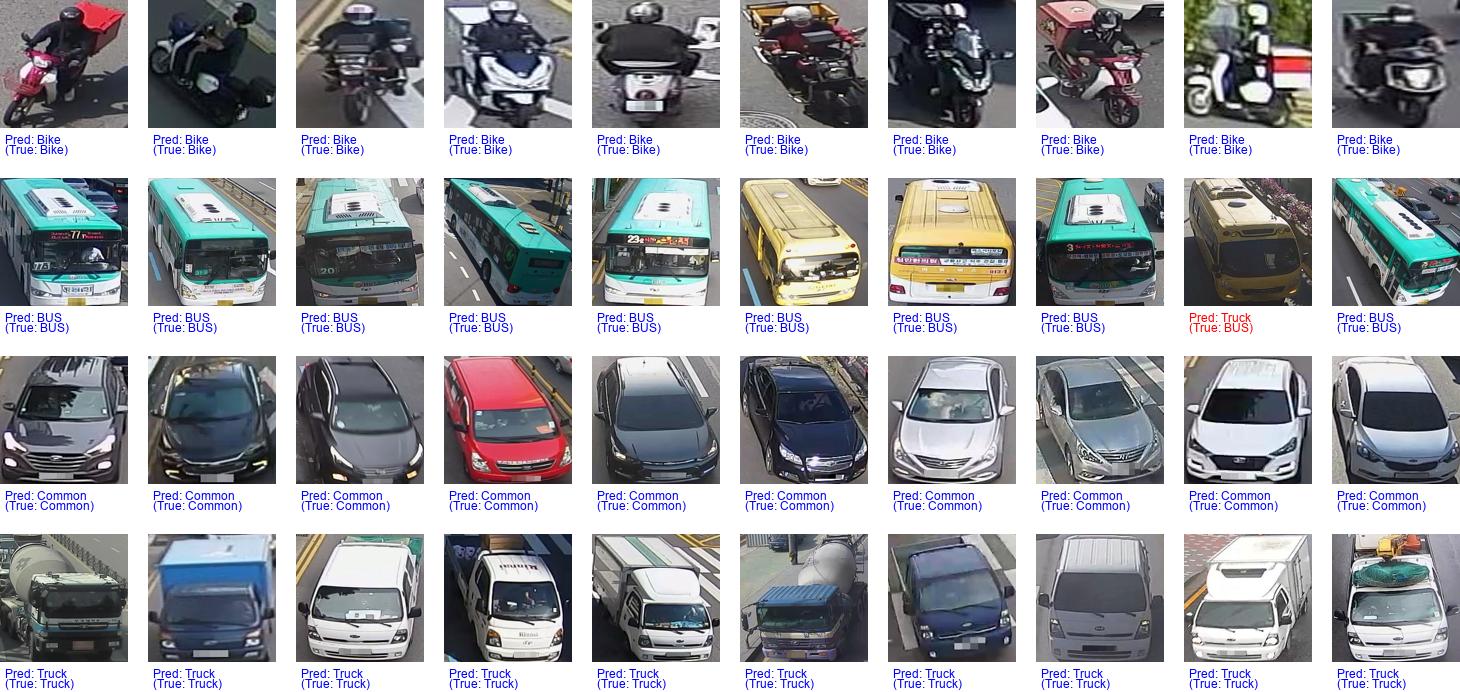 Pred: Bike
(True: Bike)
Pred: Bike
(True: Bike)
Pred: Bike
(True: Bike)
Pred: Bike
(True: Bike)
Pred: Bike
(True: Bike)
Pred: Bike
(True: Bike)
Pred: Bike
(True: Bike)
Pred: Bike
(True: Bike)
Pred: Bike
(True: Bike)
Pred: Bike
(True: Bike)
77
773
20
23
3
Pred: BUS
(True: BUS)
Pred: BUS
(True: BUS)
Pred: BUS
(True: BUS)
Pred: BUS
(True: BUS)
Pred: BUS
(True: BUS)
Pred: BUS
(True: BUS)
Pred: BUS
(True: BUS)
Pred: BUS
(True: BUS)
Pred: Truck
(True: BUS)
Pred: BUS
(True: BUS)
Pred: Common
(True: Common)
Pred: Common
(True: Common)
Pred: Common
(True: Common)
Pred: Common
(True: Common)
Pred: Common
(True: Common)
Pred: Common
(True: Common)
Pred: Common
(True: Common)
Pred: Common
(True: Common)
Pred: Common
(True: Common)
Pred: Common
(True: Common)
Rinnai
Rinnai
Pred: Truck
(True: Truck)
Pred: Truck
(True: Truck)
Pred: Truck
(True: Truck)
Pred: Truck
(True: Truck)
Pred: Truck
(True: Truck)
Pred: Truck
(True: Truck)
Pred: Truck
(True: Truck)
Pred: Truck
(True: Truck)
Pred: Truck
(True: Truck)
Pred: Truck
(True: Truck)